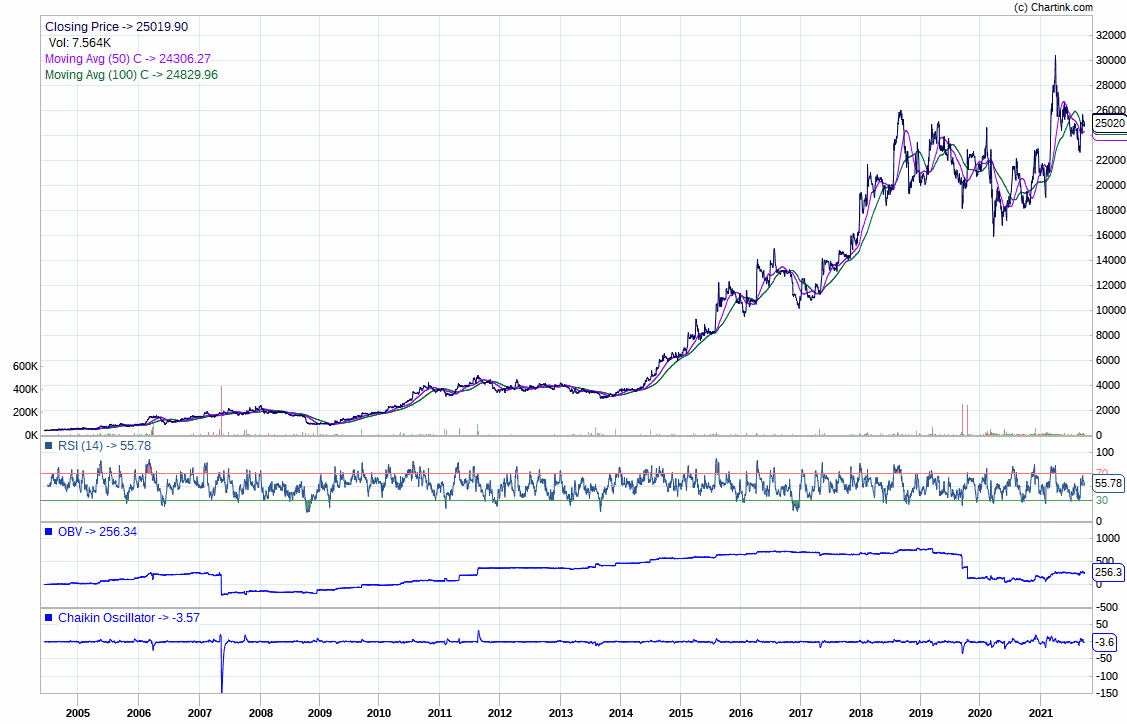 (c) Chartink.com
Closing Price -> 25019.90
Vol: 7.564K
Moving Avg (50) C -> 24306.27
Moving Avg (100) C -> 24829.96
32000
30000
28000
26000
25020
22000
20000
18000
16000
14000
12000
10000
8000
6000
4000
2000
0
600K
400K
200K
0K
RSI (14) -> 55.78
100
70
55.78
30
0
OBV -> 256.34
1000
500
256.3
0
-500
Chaikin Oscillator -> -3.57
50
-3.6
-50
-100
-150
2005 2006 2007 2008 2009 2010 2011 2012 2013 2014 2015 2016 2017 2018 2019 2020 2021